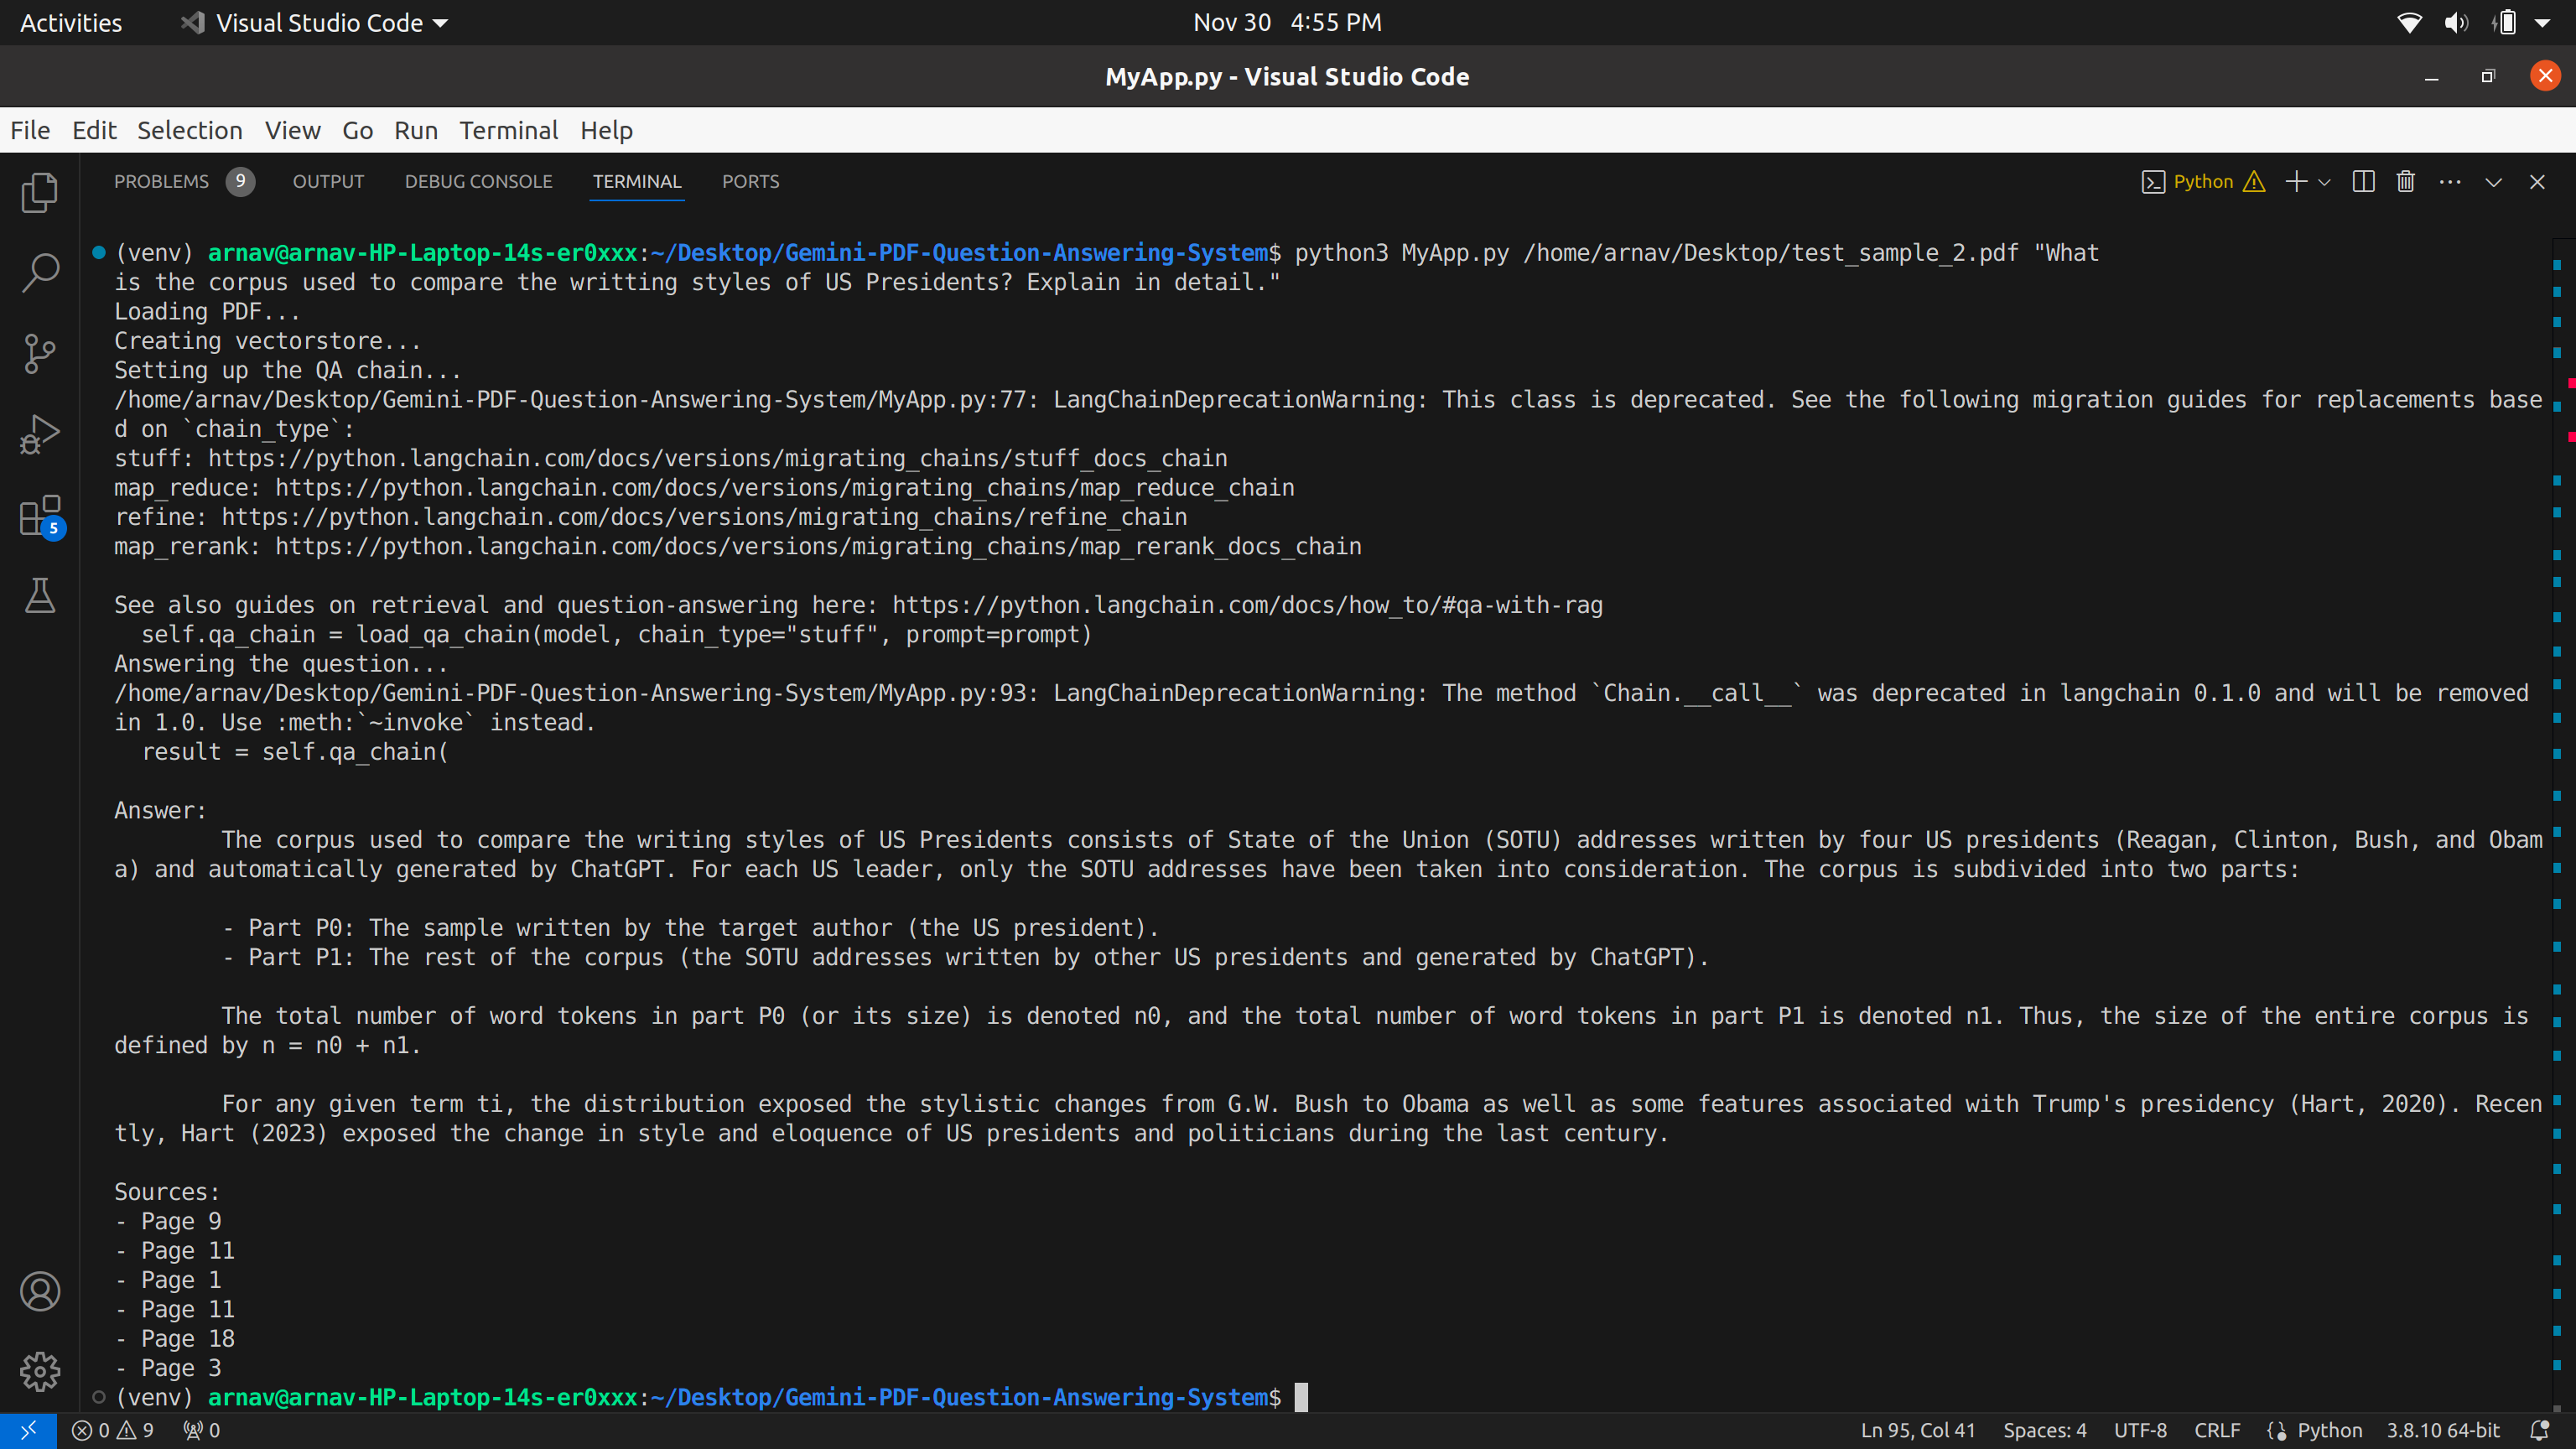 Activities Visual Studio Code Nov 30 4:55 PM
MyApp.py - Visual Studio Code
File Edit Selection View Go Run Terminal Help
PROBLEMS 9 OUTPUT DEBUG CONSOLE TERMINAL PORTS Python
(venv) arnav@arnav-HP-Laptop-14s-er0xxx:~/Desktop/Gemini-PDF-Question-Answering-System$ python3 MyApp.py /home/arnav/Desktop/test_sample_2.pdf "What
is the corpus used to compare the writting styles of US Presidents? Explain in detail."
Loading PDF...
Creating vectorstore...
Setting up the QA chain...
/home/arnav/Desktop/Gemini-PDF-Question-Answering-System/MyApp.py:77: LangChainDeprecationWarning: This class is deprecated. See the following migration guides for replacements base
d on `chain_type`:
stuff: https://python.langchain.com/docs/versions/migrating_chains/stuff_docs_chain
map_reduce: https://python.langchain.com/docs/versions/migrating_chains/map_reduce_chain
refine: https://python.langchain.com/docs/versions/migrating_chains/refine_chain
map_rerank: https://python.langchain.com/docs/versions/migrating_chains/map_rerank_docs_chain
See also guides on retrieval and question-answering here: https://python.langchain.com/docs/how_to/#qa-with-rag
self.qa_chain = load_qa_chain(model, chain_type="stuff", prompt=prompt)
Answering the question...
/home/arnav/Desktop/Gemini-PDF-Question-Answering-System/MyApp.py:93: LangChainDeprecationWarning: The method `Chain.__call__` was deprecated in langchain 0.1.0 and will be removed
in 1.0. Use :meth:`~invoke` instead.
result = self.qa_chain(
Answer:
The corpus used to compare the writing styles of US Presidents consists of State of the Union (SOTU) addresses written by four US presidents (Reagan, Clinton, Bush, and Obam
a) and automatically generated by ChatGPT. For each US leader, only the SOTU addresses have been taken into consideration. The corpus is subdivided into two parts:
- Part P0: The sample written by the target author (the US president).
- Part P1: The rest of the corpus (the SOTU addresses written by other US presidents and generated by ChatGPT).
The total number of word tokens in part P0 (or its size) is denoted n0, and the total number of word tokens in part P1 is denoted n1. Thus, the size of the entire corpus is
defined by n = n0 + n1.
For any given term ti, the distribution exposed the stylistic changes from G.W. Bush to Obama as well as some features associated with Trump's presidency (Hart, 2020). Recen
tly, Hart (2023) exposed the change in style and eloquence of US presidents and politicians during the last century.
Sources:
- Page 9
- Page 11
- Page 1
- Page 11
- Page 18
- Page 3
(venv) arnav@arnav-HP-Laptop-14s-er0xxx:~/Desktop/Gemini-PDF-Question-Answering-System$
5
0 9 0 Ln 95, Col 41 Spaces: 4 UTF-8 CRLF Python 3.8.10 64-bit